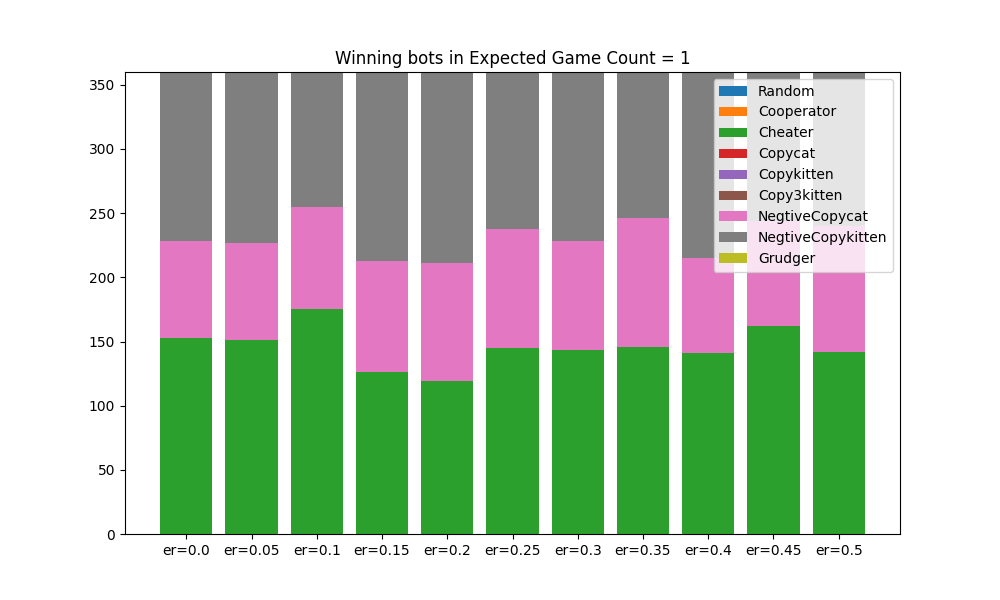 Winning bots in Expected Game Count = 1
350
300
250
200
150
100
50
0
Random
Cooperator
Cheater
Copycat
Copykitten
Copy3kitten
NegtiveCopycat
NegtiveCopykitten
Grudger
er=0.0 er=0.05 er=0.1 er=0.15 er=0.2 er=0.25 er=0.3 er=0.35 er=0.4 er=0.45 er=0.5